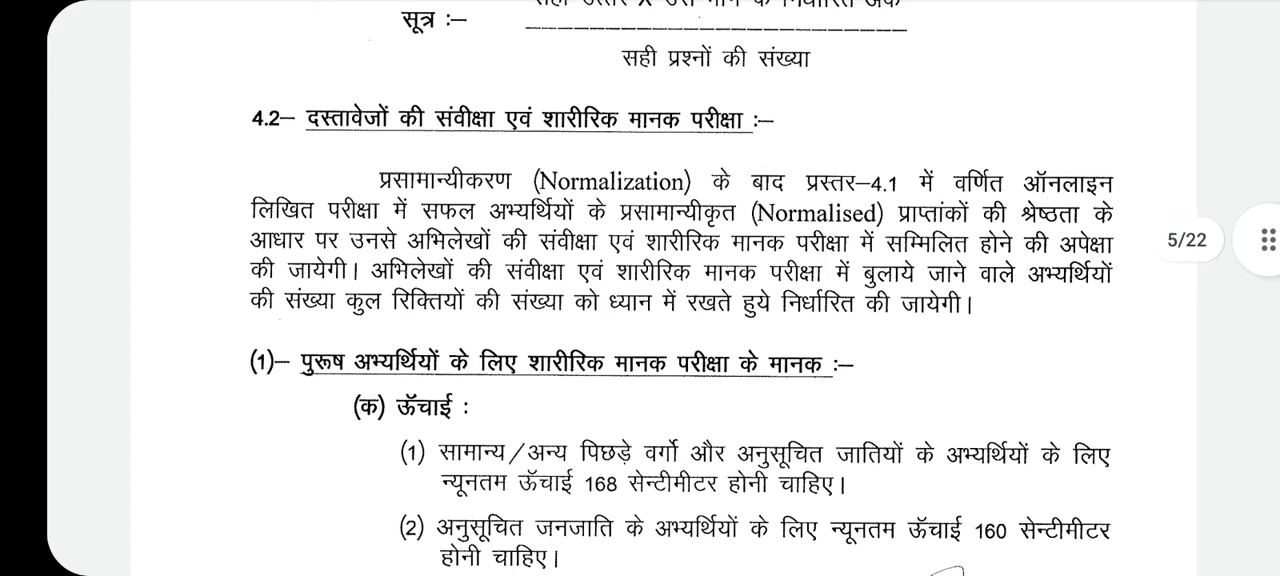 सूत्र :–
सही प्रश्नों की संख्या
4.2– दस्तावेजों की संवीक्षा एवं शारीरिक मानक परीक्षा :–
प्रसामान्यीकरण (Normalization) के बाद प्रस्तर–4.1 में वर्णित ऑनलाइन
लिखित परीक्षा में सफल अभ्यर्थियों के प्रसामान्यीकृत (Normalised) प्राप्तांकों की श्रेष्ठता के
आधार पर उनसे अभिलेखों की संवीक्षा एवं शारीरिक मानक परीक्षा में सम्मिलित होने की अपेक्षा
की जायेगी। अभिलेखों की संवीक्षा एवं शारीरिक मानक परीक्षा में बुलाये जाने वाले अभ्यर्थियों
की संख्या कुल रिक्तियों की संख्या को ध्यान में रखते हुये निर्धारित की जायेगी।
5/22
(1)– पुरूष अभ्यर्थियों के लिए शारीरिक मानक परीक्षा के मानक :–
(क) ऊँचाई :
(1) सामान्य/अन्य पिछड़े वर्गो और अनुसूचित जातियों के अभ्यर्थियों के लिए
न्यूनतम ऊँचाई 168 सेन्टीमीटर होनी चाहिए।
(2) अनुसूचित जनजाति के अभ्यर्थियों के लिए न्यूनतम ऊँचाई 160 सेन्टीमीटर
होनी चाहिए।